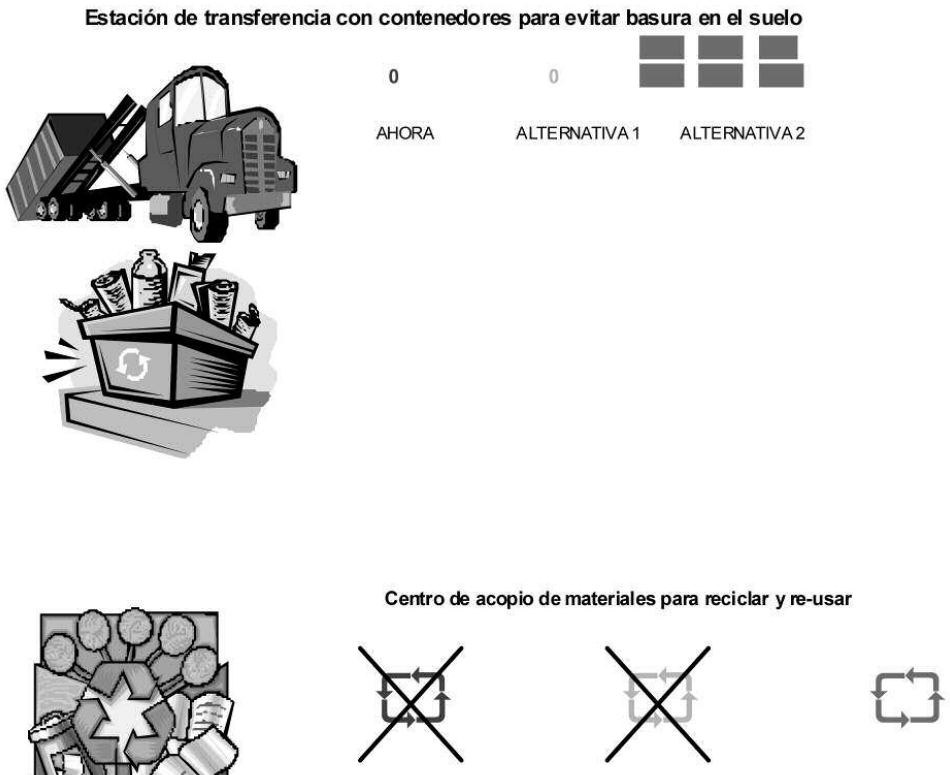 Estación de transferencia con contenedores para evitar basura en el suelo
0 0
AHORA ALTERNATIVA 1 ALTERNATIVA 2
Centro de acopio de materiales para reciclar y re-usar